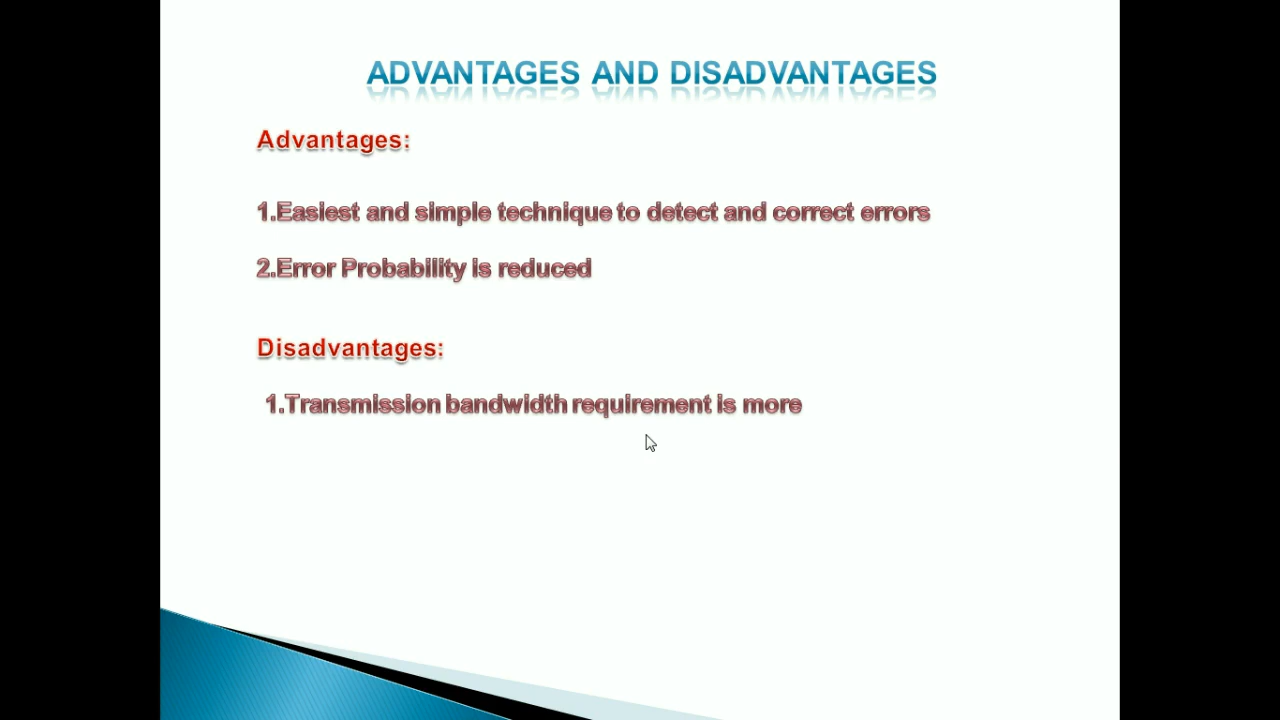 ADVANTAGES AND DISADVANTAGES
Advantages:
1.Easiest and simple technique to detect and correct errors
2.Error Probability is reduced
Disadvantages:
1.Transmission bandwidth requirement is more